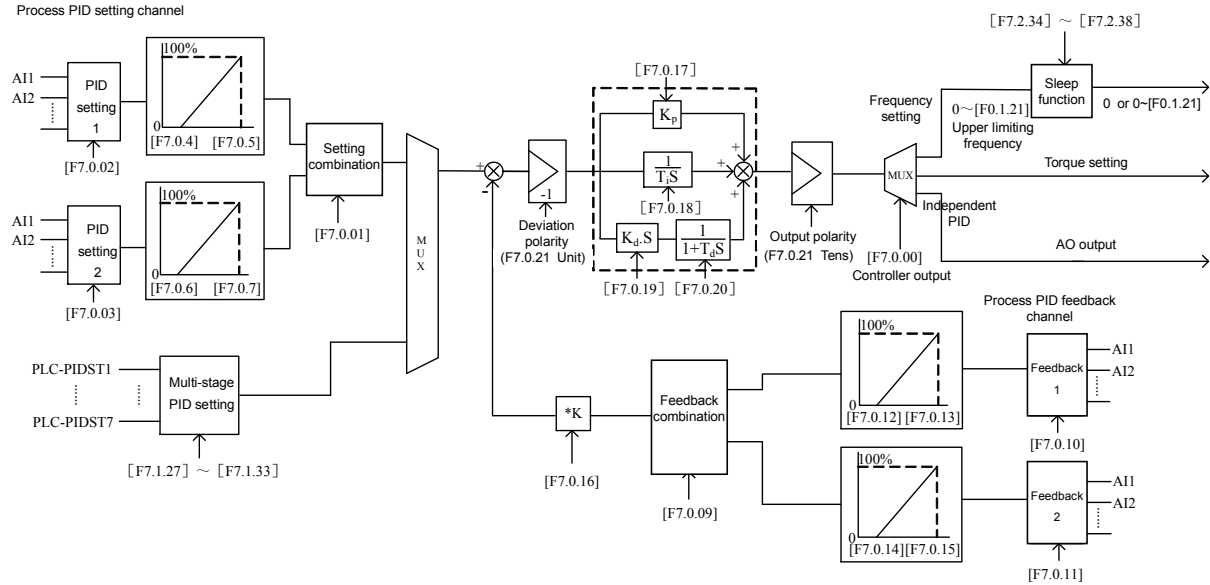 Process PID setting channel
AI1
AI2
PID
setting
1
[F7.0.02]
100%
0
[F7.0.4] [F7.0.5]
AI1
AI2
PID
setting
2
[F7.0.03]
100%
0
[F7.0.6] [F7.0.7]
Setting
combination
[F7.0.01]
PLC-PIDST1
PLC-PIDST7
Multi-stage
PID setting
[F7.1.27] ~ [F7.1.33]
M
U
X
+
-
-1
Deviation
polarity
(F7.0.21 Unit)
[F7.0.17]
Kp
1
TiS
[F7.0.18]
Kd·S
1
1+TdS
[F7.0.19] [F7.0.20]
+
+
+
Output polarity
(F7.0.21 Tens)
MUX
[F7.0.00]
Controller output
Frequency
setting
0~[F0.1.21]
Upper limiting
frequency
[F7.2.34] ~ [F7.2.38]
Sleep
function
0 or 0~[F0.1.21]
Torque setting
Independent
PID
AO output
Process PID feedback
channel
AI1
AI2
Feedback
1
[F7.0.10]
100%
0
[F7.0.12] [F7.0.13]
AI1
AI2
Feedback
2
[F7.0.11]
100%
0
[F7.0.14] [F7.0.15]
Feedback
combination
[F7.0.09]
*K
[F7.0.16]